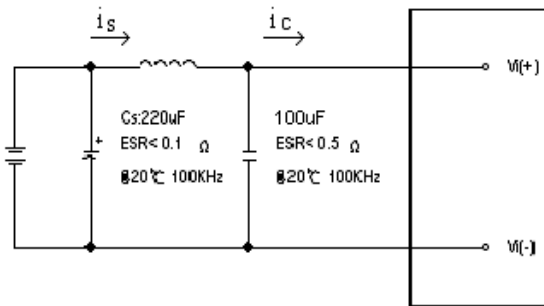 is
ic
Vi(+)
Cs:220uF
ESR<0.1 Ω
@20℃ 100KHz
100uF
ESR<0.5 Ω
@20℃ 100KHz
+
Vi(-)